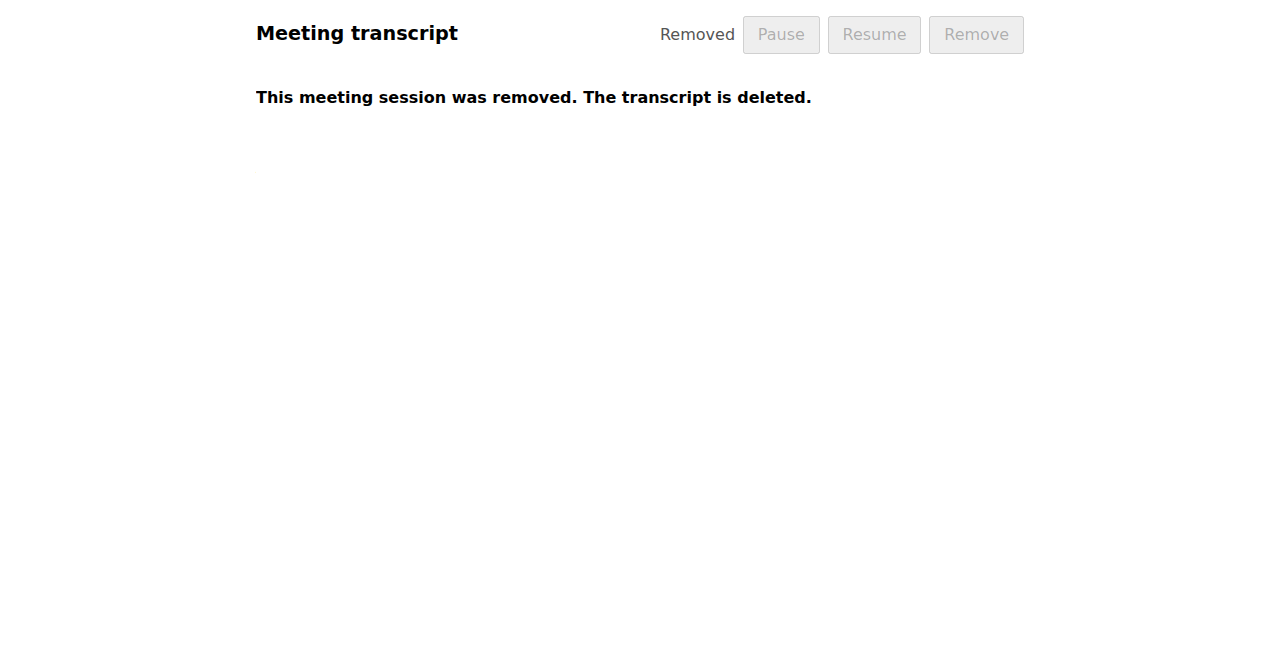 Meeting transcript
Removed Pause Resume Remove
This meeting session was removed. The transcript is deleted.